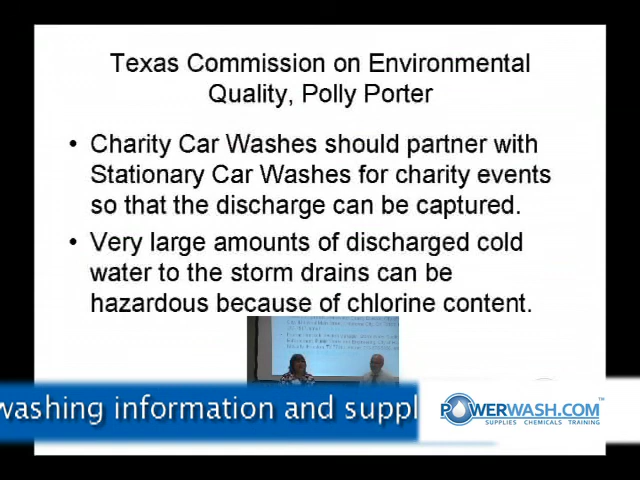 Texas Commission on Environmental
Quality, Polly Porter
• Charity Car Washes should partner with
Stationary Car Washes for charity events
so that the discharge can be captured.
• Very large amounts of discharged cold
water to the storm drains can be
hazardous because of chlorine content.
washing information and suppl
POWERWASH.COM™
SUPPLIES CHEMICALS TRAINING